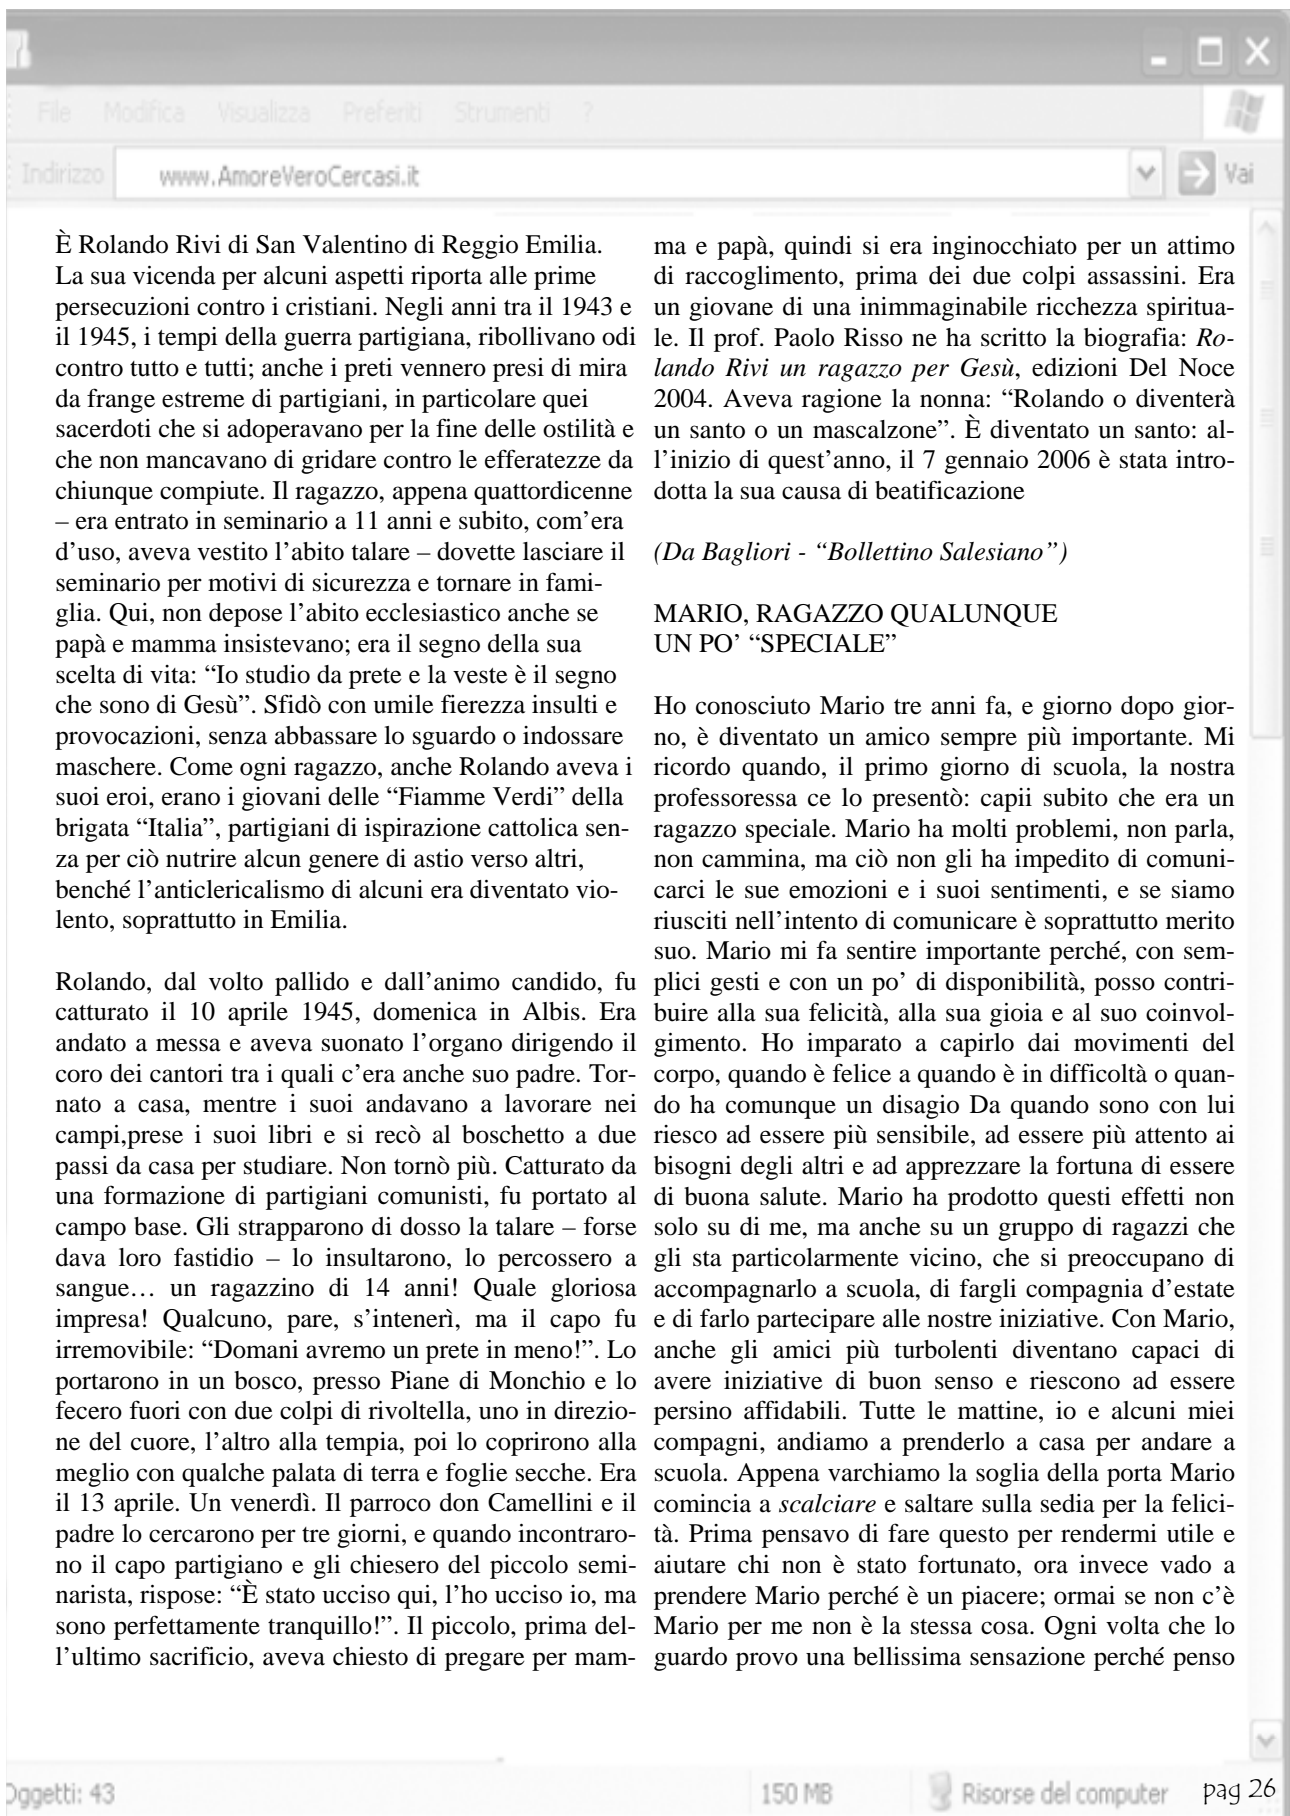 File Modifica Visualizza Preferiti Strumenti ?
Indirizzo www.AmoreVeroCercasi.it Vai
È Rolando Rivi di San Valentino di Reggio Emilia.
La sua vicenda per alcuni aspetti riporta alle prime
persecuzioni contro i cristiani. Negli anni tra il 1943 e
il 1945, i tempi della guerra partigiana, ribollivano odi
contro tutto e tutti; anche i preti vennero presi di mira
da frange estreme di partigiani, in particolare quei
sacerdoti che si adoperavano per la fine delle ostilità e
che non mancavano di gridare contro le efferatezze da
chiunque compiute. Il ragazzo, appena quattordicenne
– era entrato in seminario a 11 anni e subito, com’era
d’uso, aveva vestito l’abito talare – dovette lasciare il
seminario per motivi di sicurezza e tornare in fami-
glia. Qui, non depose l’abito ecclesiastico anche se
papà e mamma insistevano; era il segno della sua
scelta di vita: “Io studio da prete e la veste è il segno
che sono di Gesù”. Sfidò con umile fierezza insulti e
provocazioni, senza abbassare lo sguardo o indossare
maschere. Come ogni ragazzo, anche Rolando aveva i
suoi eroi, erano i giovani delle “Fiamme Verdi” della
brigata “Italia”, partigiani di ispirazione cattolica sen-
za per ciò nutrire alcun genere di astio verso altri,
benché l’anticlericalismo di alcuni era diventato vio-
lento, soprattutto in Emilia.

Rolando, dal volto pallido e dall’animo candido, fu
catturato il 10 aprile 1945, domenica in Albis. Era
andato a messa e aveva suonato l’organo dirigendo il
coro dei cantori tra i quali c’era anche suo padre. Tor-
nato a casa, mentre i suoi andavano a lavorare nei
campi,prese i suoi libri e si recò al boschetto a due
passi da casa per studiare. Non tornò più. Catturato da
una formazione di partigiani comunisti, fu portato al
campo base. Gli strapparono di dosso la talare – forse
dava loro fastidio – lo insultarono, lo percossero a
sangue… un ragazzino di 14 anni! Quale gloriosa
impresa! Qualcuno, pare, s’intenerì, ma il capo fu
irremovibile: “Domani avremo un prete in meno!”. Lo
portarono in un bosco, presso Piane di Monchio e lo
fecero fuori con due colpi di rivoltella, uno in direzio-
ne del cuore, l’altro alla tempia, poi lo coprirono alla
meglio con qualche palata di terra e foglie secche. Era
il 13 aprile. Un venerdì. Il parroco don Camellini e il
padre lo cercarono per tre giorni, e quando incontraro-
no il capo partigiano e gli chiesero del piccolo semi-
narista, rispose: “È stato ucciso qui, l’ho ucciso io, ma
sono perfettamente tranquillo!”. Il piccolo, prima del-
l’ultimo sacrificio, aveva chiesto di pregare per mam-
ma e papà, quindi si era inginocchiato per un attimo
di raccoglimento, prima dei due colpi assassini. Era
un giovane di una inimmaginabile ricchezza spiritua-
le. Il prof. Paolo Risso ne ha scritto la biografia: Ro-
lando Rivi un ragazzo per Gesù, edizioni Del Noce
2004. Aveva ragione la nonna: “Rolando o diventerà
un santo o un mascalzone”. È diventato un santo: al-
l’inizio di quest’anno, il 7 gennaio 2006 è stata intro-
dotta la sua causa di beatificazione

(Da Bagliori - “Bollettino Salesiano”)

MARIO, RAGAZZO QUALUNQUE
UN PO’ “SPECIALE”

Ho conosciuto Mario tre anni fa, e giorno dopo gior-
no, è diventato un amico sempre più importante. Mi
ricordo quando, il primo giorno di scuola, la nostra
professoressa ce lo presentò: capii subito che era un
ragazzo speciale. Mario ha molti problemi, non parla,
non cammina, ma ciò non gli ha impedito di comuni-
carci le sue emozioni e i suoi sentimenti, e se siamo
riusciti nell’intento di comunicare è soprattutto merito
suo. Mario mi fa sentire importante perché, con sem-
plici gesti e con un po’ di disponibilità, posso contri-
buire alla sua felicità, alla sua gioia e al suo coinvol-
gimento. Ho imparato a capirlo dai movimenti del
corpo, quando è felice a quando è in difficoltà o quan-
do ha comunque un disagio Da quando sono con lui
riesco ad essere più sensibile, ad essere più attento ai
bisogni degli altri e ad apprezzare la fortuna di essere
di buona salute. Mario ha prodotto questi effetti non
solo su di me, ma anche su un gruppo di ragazzi che
gli sta particolarmente vicino, che si preoccupano di
accompagnarlo a scuola, di fargli compagnia d’estate
e di farlo partecipare alle nostre iniziative. Con Mario,
anche gli amici più turbolenti diventano capaci di
avere iniziative di buon senso e riescono ad essere
persino affidabili. Tutte le mattine, io e alcuni miei
compagni, andiamo a prenderlo a casa per andare a
scuola. Appena varchiamo la soglia della porta Mario
comincia a scalciare e saltare sulla sedia per la felici-
tà. Prima pensavo di fare questo per rendermi utile e
aiutare chi non è stato fortunato, ora invece vado a
prendere Mario perché è un piacere; ormai se non c’è
Mario per me non è la stessa cosa. Ogni volta che lo
guardo provo una bellissima sensazione perché penso
Oggetti: 43 150 MB Risorse del computer pag 26